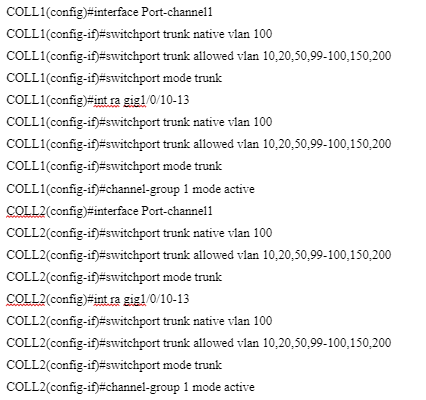 COLL1(config)#interface Port-channel1
COLL1(config-if)#switchport trunk native vlan 100
COLL1(config-if)#switchport trunk allowed vlan 10,20,50,99-100,150,200
COLL1(config-if)#switchport mode trunk
COLL1(config)#int ra gig1/0/10-13
COLL1(config-if)#switchport trunk native vlan 100
COLL1(config-if)#switchport trunk allowed vlan 10,20,50,99-100,150,200
COLL1(config-if)#switchport mode trunk
COLL1(config-if)#channel-group 1 mode active
COLL2(config)#interface Port-channel1
COLL2(config-if)#switchport trunk native vlan 100
COLL2(config-if)#switchport trunk allowed vlan 10,20,50,99-100,150,200
COLL2(config-if)#switchport mode trunk
COLL2(config)#int ra gig1/0/10-13
COLL2(config-if)#switchport trunk native vlan 100
COLL2(config-if)#switchport trunk allowed vlan 10,20,50,99-100,150,200
COLL2(config-if)#switchport mode trunk
COLL2(config-if)#channel-group 1 mode active